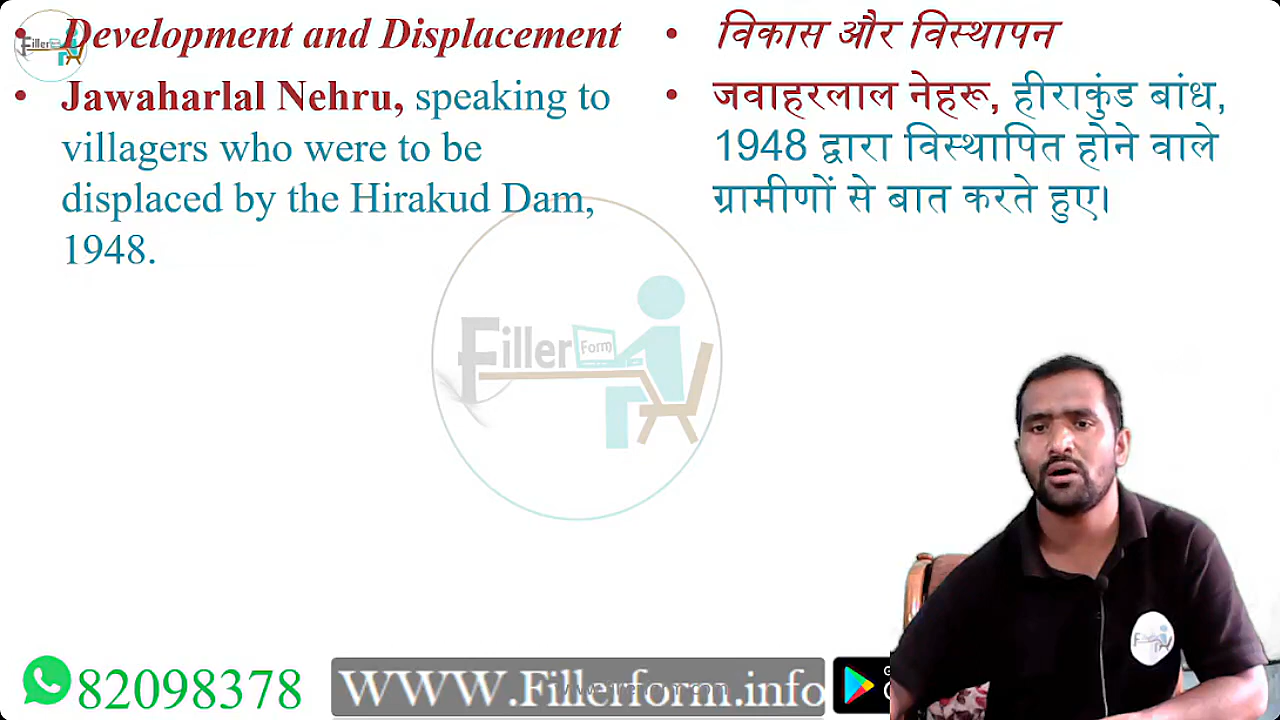 Development and Displacement
Jawaharlal Nehru, speaking to
villagers who were to be
displaced by the Hirakud Dam,
1948.
विकास और विस्थापन
जवाहरलाल नेहरू, हीराकुंड बांध,
1948 द्वारा विस्थापित होने वाले
ग्रामीणों से बात करते हुए।
Filler Form
82098378
WWW.Fillerform.info